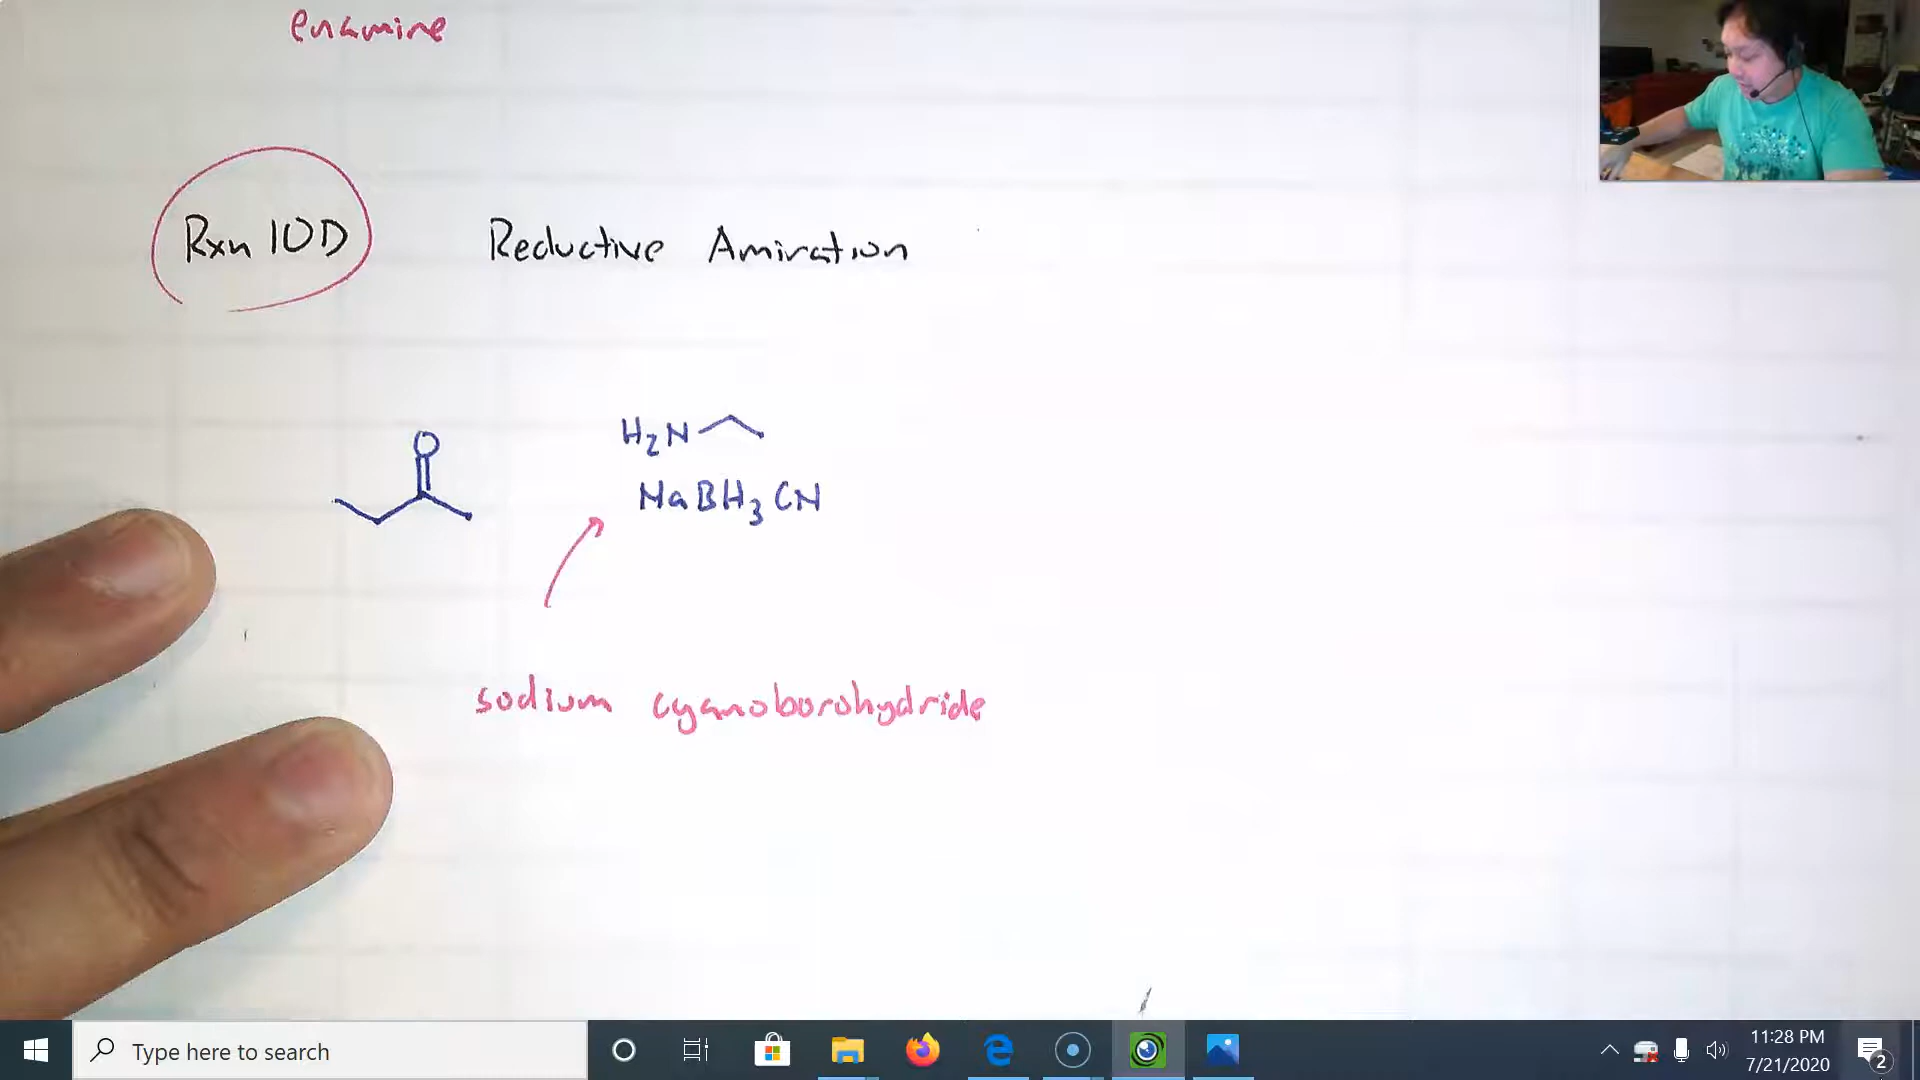 enamine
Rxn 10D Reductive Amination
O
H2N
NaBH3CN
sodium cyanoborohydride
Type here to search
11:28 PM
7/21/2020
2